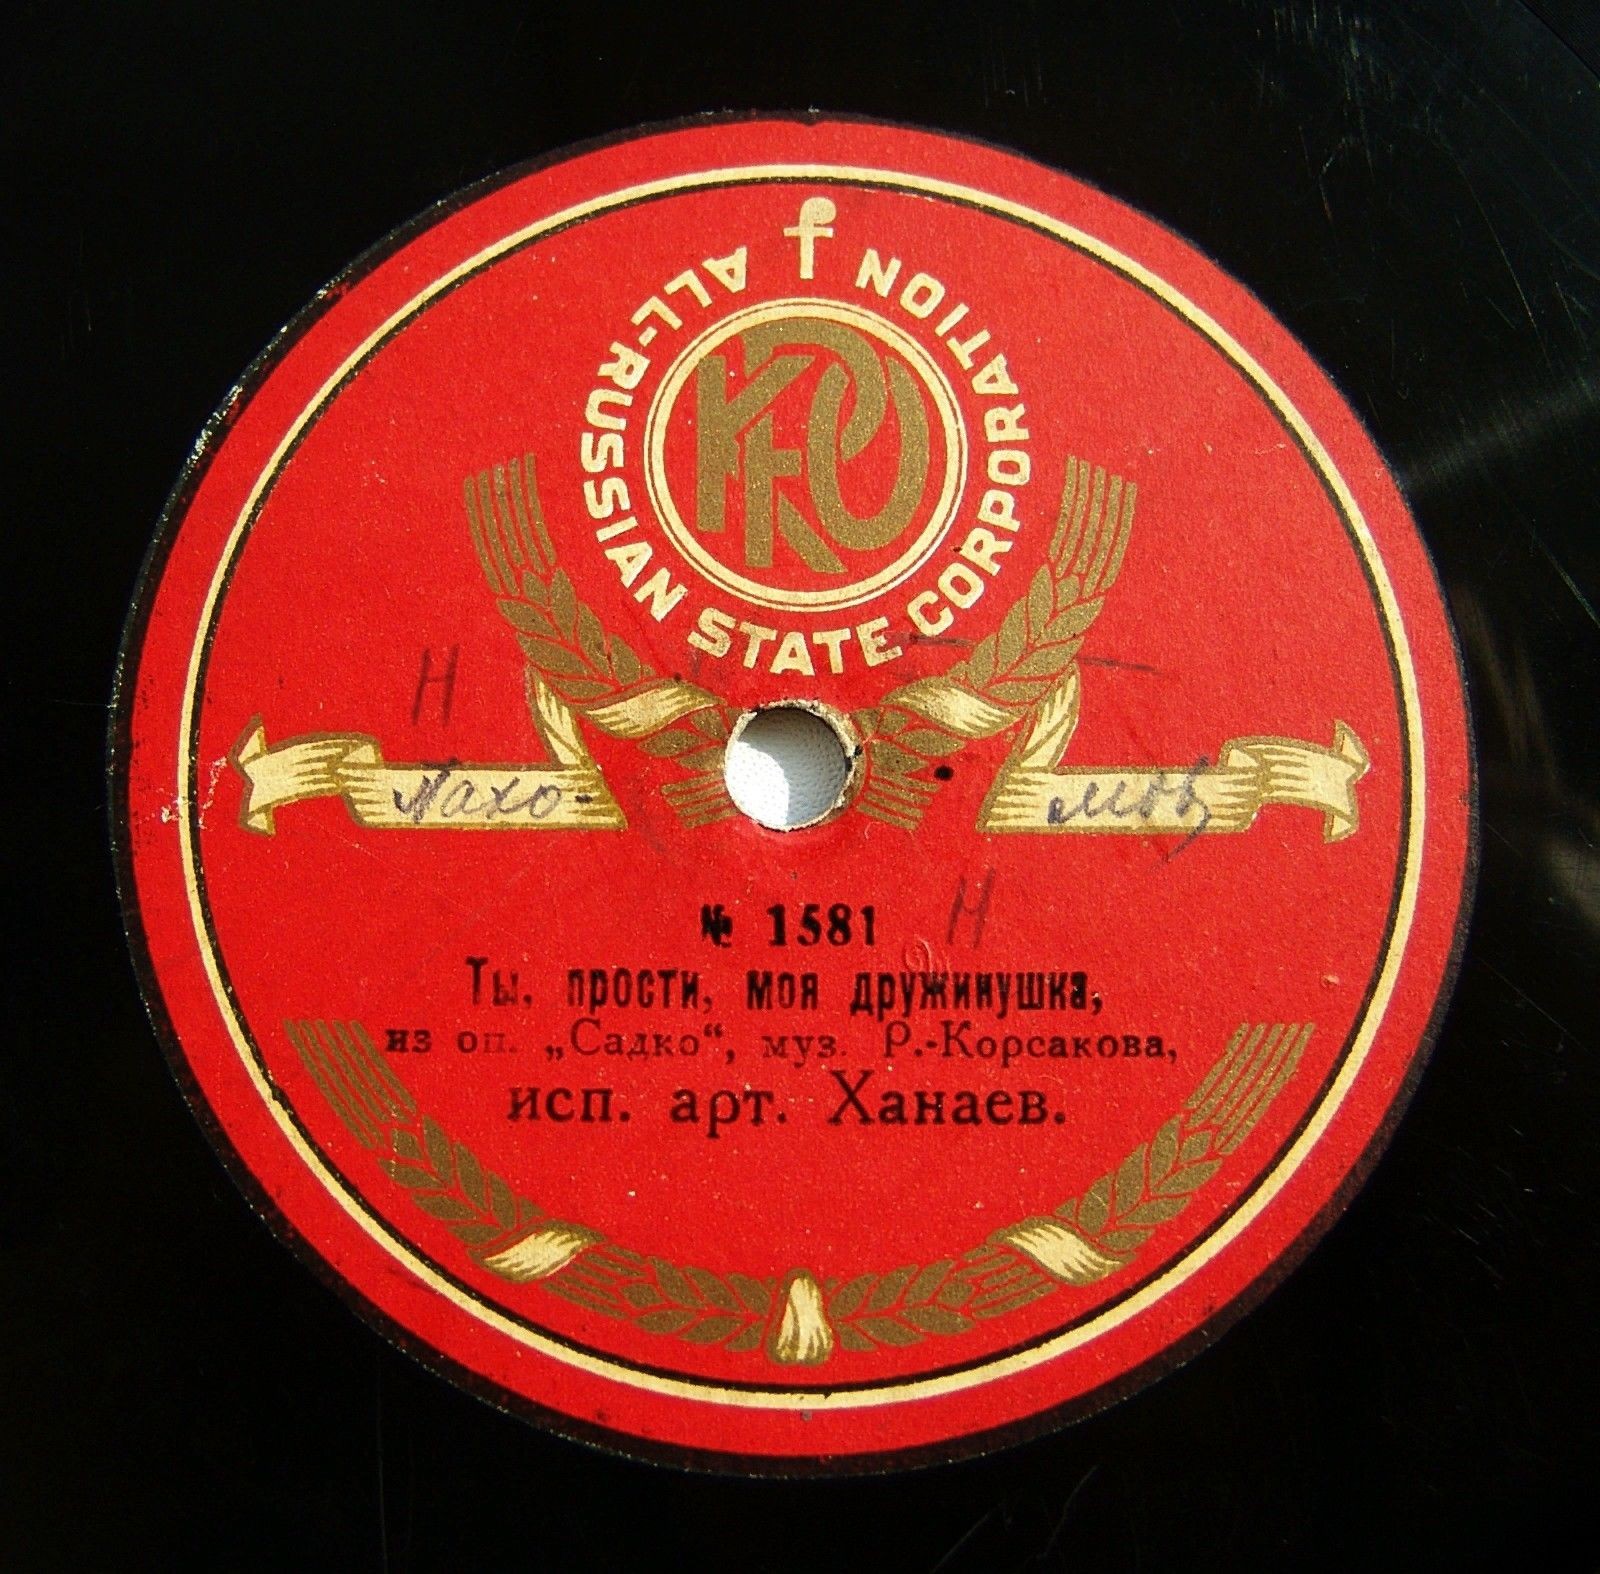 ALL-RUSSIAN STATE CORPORATION
Н
Пахо-
мов
№ 1581
Н
Ты, прости, моя дружинушка,
из оп. „Садко“, муз. Р.-Корсакова,
исп. арт. Ханаев.